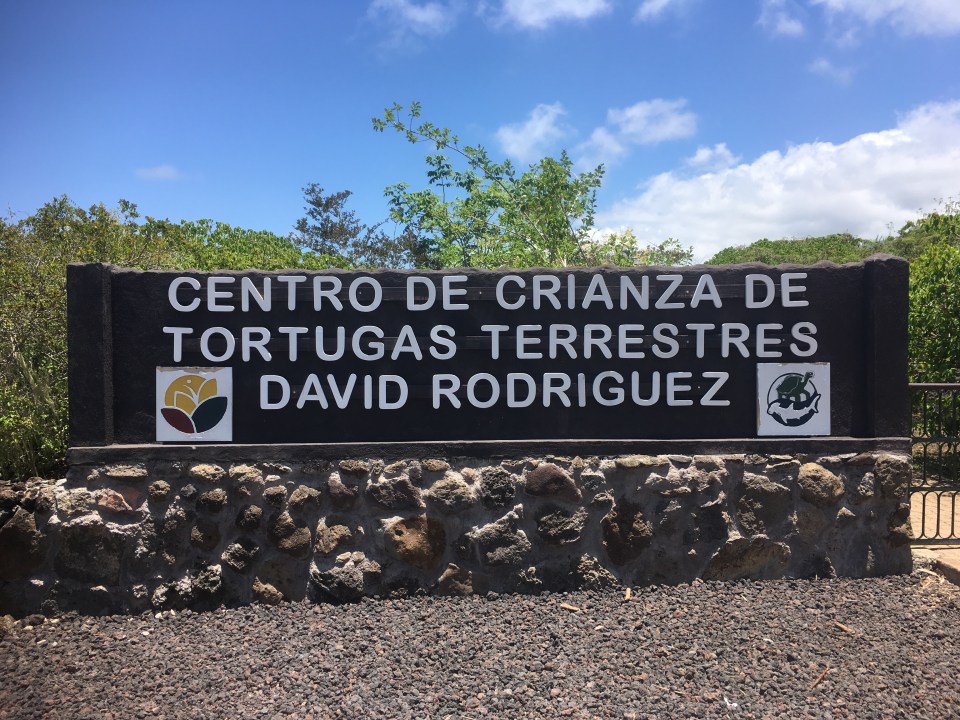 CENTRO DE CRIANZA DE
TORTUGAS TERRESTRES
DAVID RODRIGUEZ